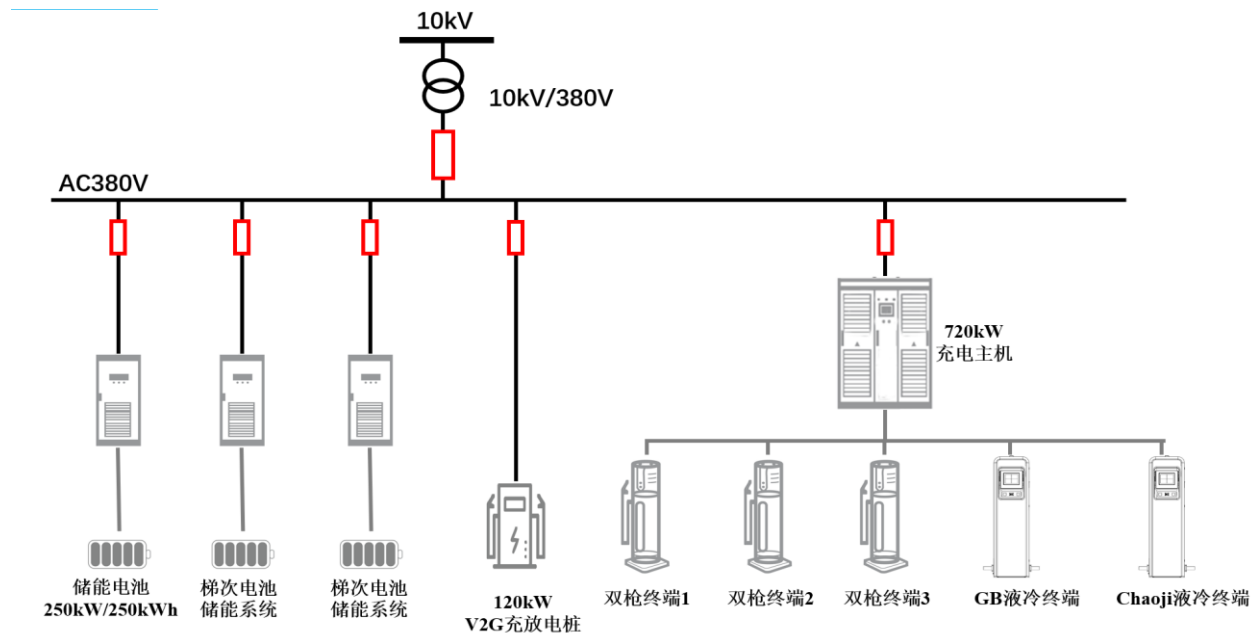 10kV
10kV/380V
AC380V
720kW
充电主机
储能电池
250kW/250kWh
梯次电池
储能系统
梯次电池
储能系统
120kW
V2G充放电桩
双枪终端1
双枪终端2
双枪终端3
GB液冷终端
Chaoji液冷终端